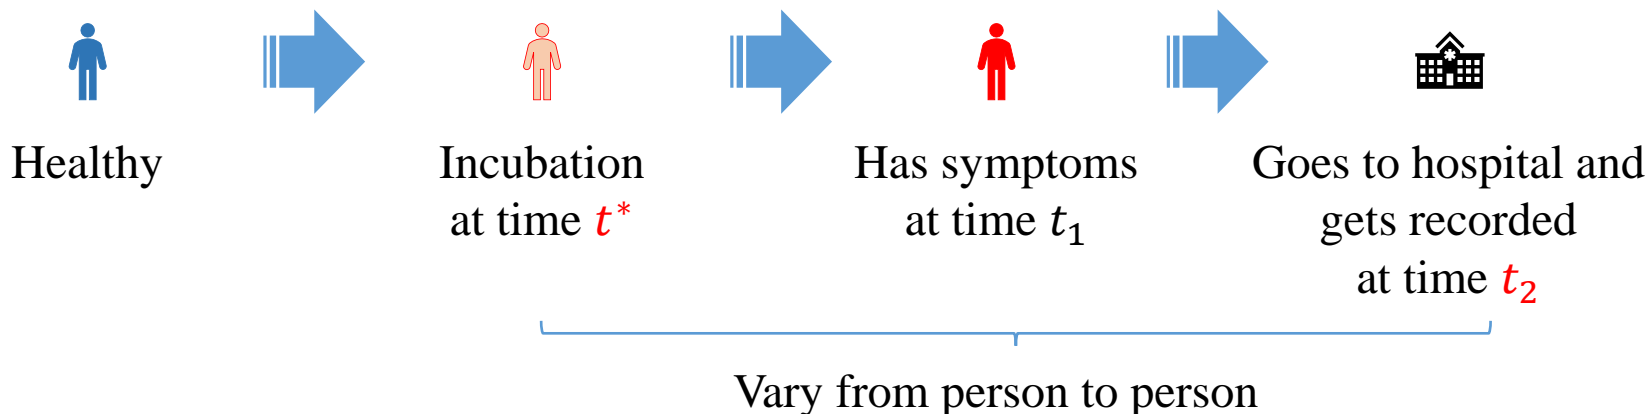 Healthy
Incubation
at time t*
Has symptoms
at time t₁
Goes to hospital and
gets recorded
at time t₂
Vary from person to person